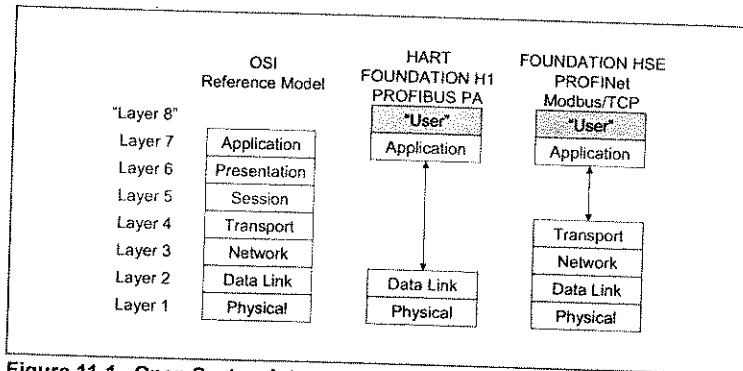 OSI
Reference Model
HART
FOUNDATION H1
PROFIBUS PA
FOUNDATION HSE
PROFINet
Modbus/TCP
"Layer 8"
"User"
"User"
Layer 7
Application
Application
Application
Layer 6
Presentation
Layer 5
Session
Layer 4
Transport
Transport
Layer 3
Network
Network
Layer 2
Data Link
Data Link
Data Link
Layer 1
Physical
Physical
Physical
Figure 11-1. Open System